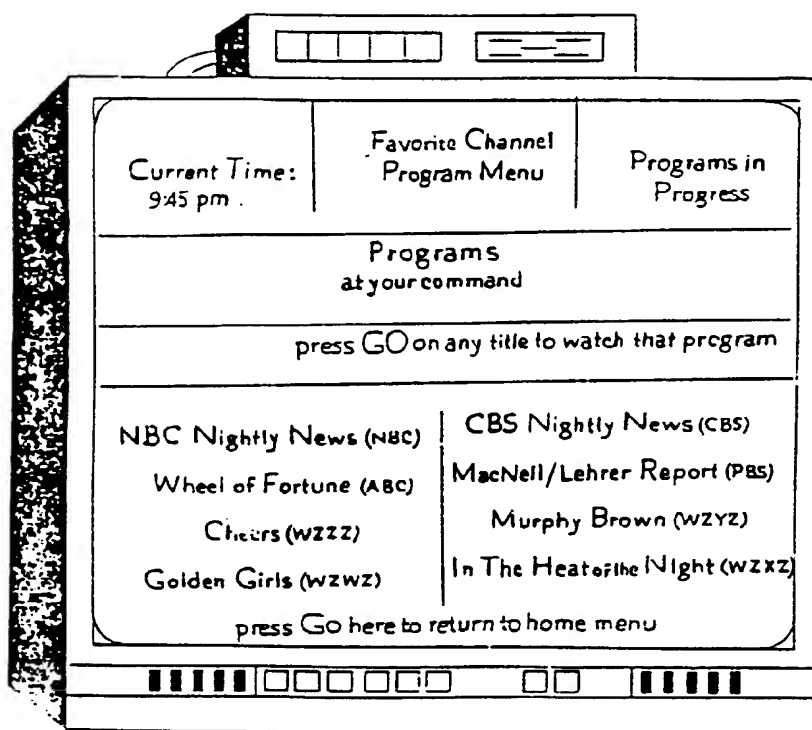 Current Time:
9:45 pm.
Favorite Channel
Program Menu
Programs in
Progress
Programs
at your command
press GO on any title to watch that program
NBC Nightly News (NBC)
Wheel of Fortune (ABC)
Cheers (WZZZ)
Golden Girls (WZWZ)
CBS Nightly News (CBS)
MacNeil/Lehrer Report (PBS)
Murphy Brown (WZYZ)
In The Heat of the Night (WZXZ)
press Go here to return to home menu